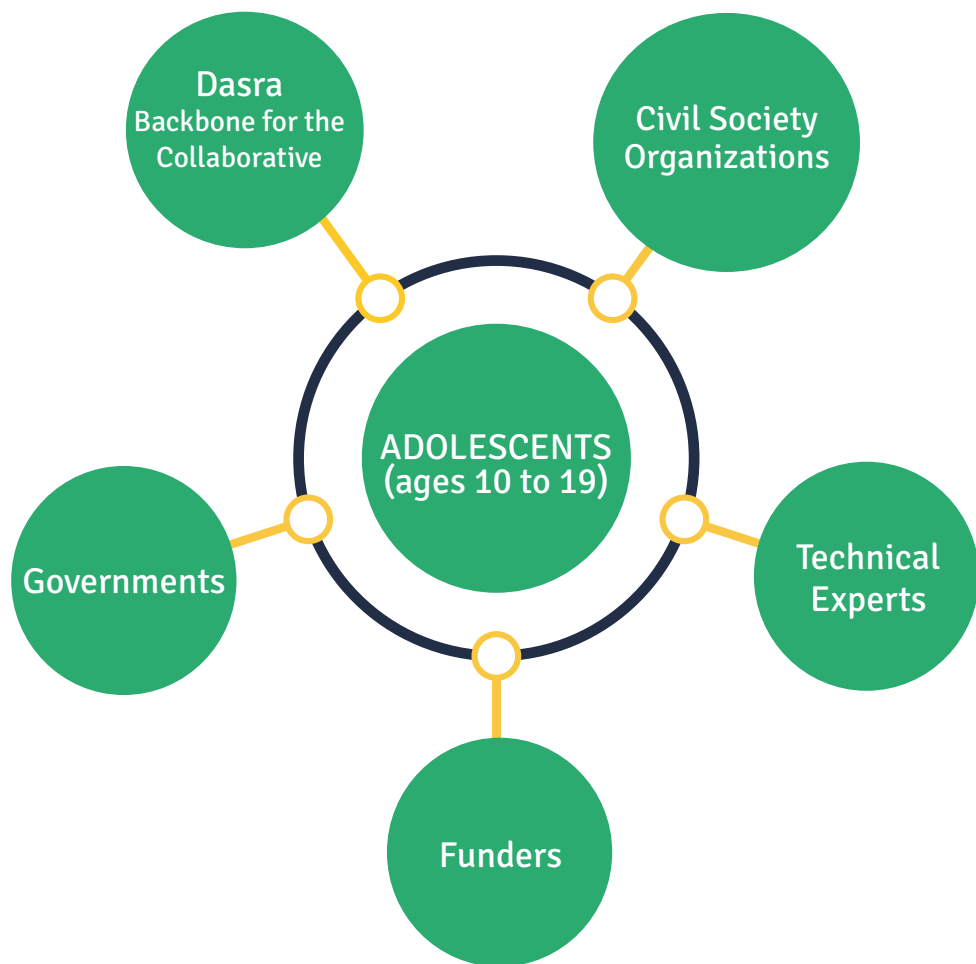 Dasra
Backbone for the
Collaborative
Civil Society
Organizations
ADOLESCENTS
(ages 10 to 19)
Governments
Technical
Experts
Funders